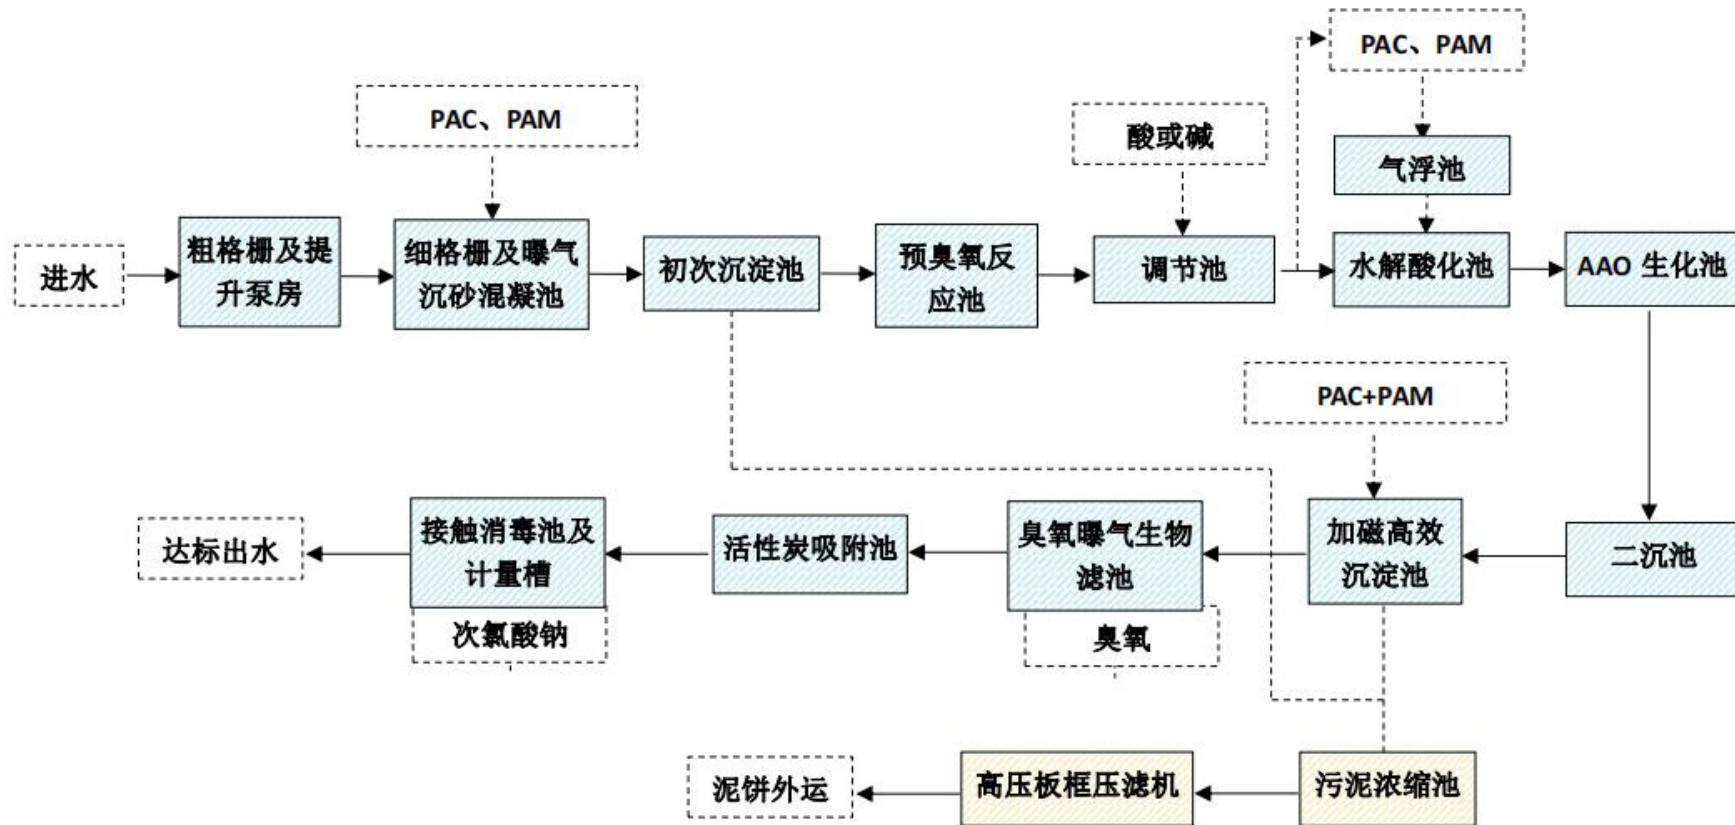 PAC、PAM
PAC、PAM
酸或碱
气浮池
进水
粗格栅及提
升泵房
细格栅及曝气
沉砂混凝池
初次沉淀池
预臭氧反
应池
调节池
水解酸化池
AAO 生化池
PAC+PAM
达标出水
接触消毒池及
计量槽
次氯酸钠
活性炭吸附池
臭氧曝气生物
滤池
臭氧
加磁高效
沉淀池
二沉池
泥饼外运
高压板框压滤机
污泥浓缩池